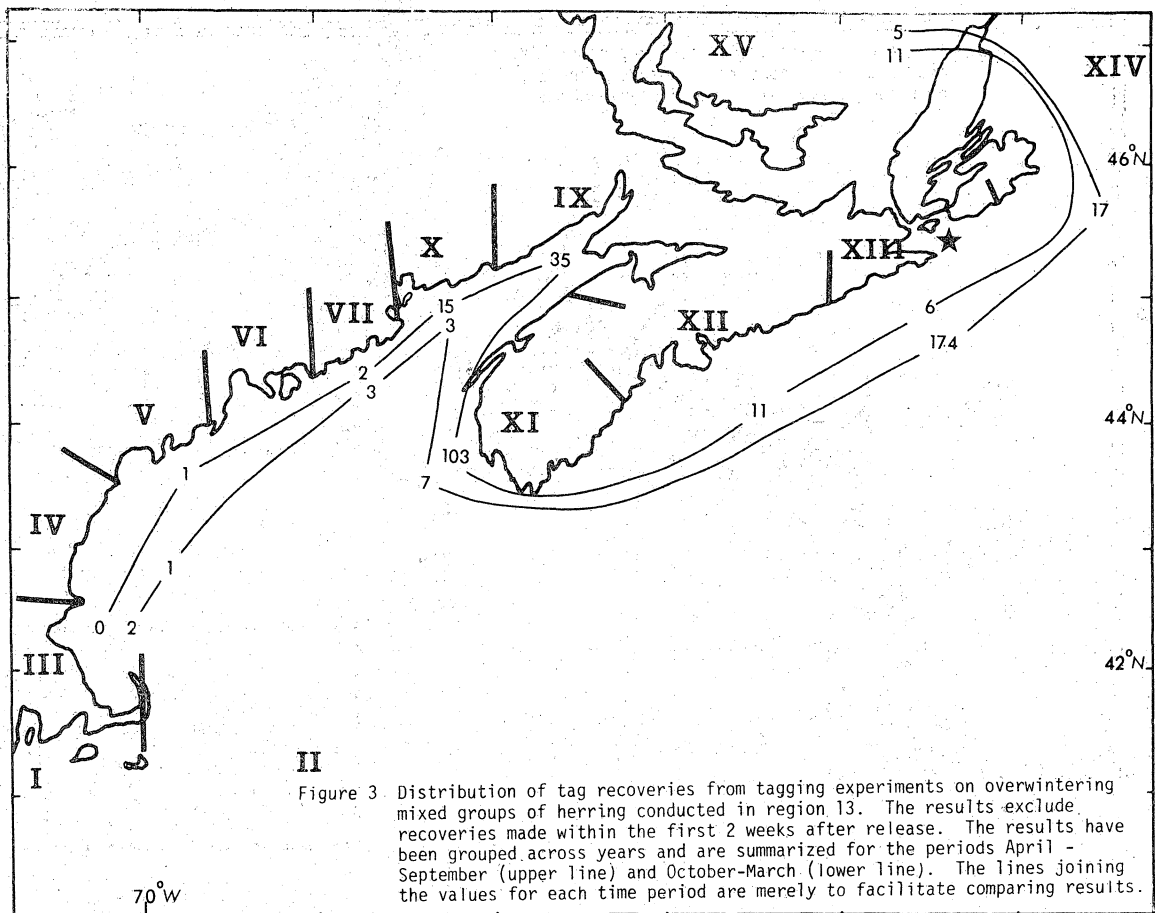 XV
5
11
XIV
46°N
IX
17
XIII
X
35
15
VII
3
6
VI
XII
174
2
3
11
44°N
V
XI
103
1
7
IV
1
0 2
III
42°N
II
I
Figure 3 Distribution of tag recoveries from tagging experiments on overwintering
mixed groups of herring conducted in region 13. The results exclude
recoveries made within the first 2 weeks after release. The results have
been grouped across years and are summarized for the periods April -
September (upper line) and October-March (lower line). The lines joining
the values for each time period are merely to facilitate comparing results.
70°W